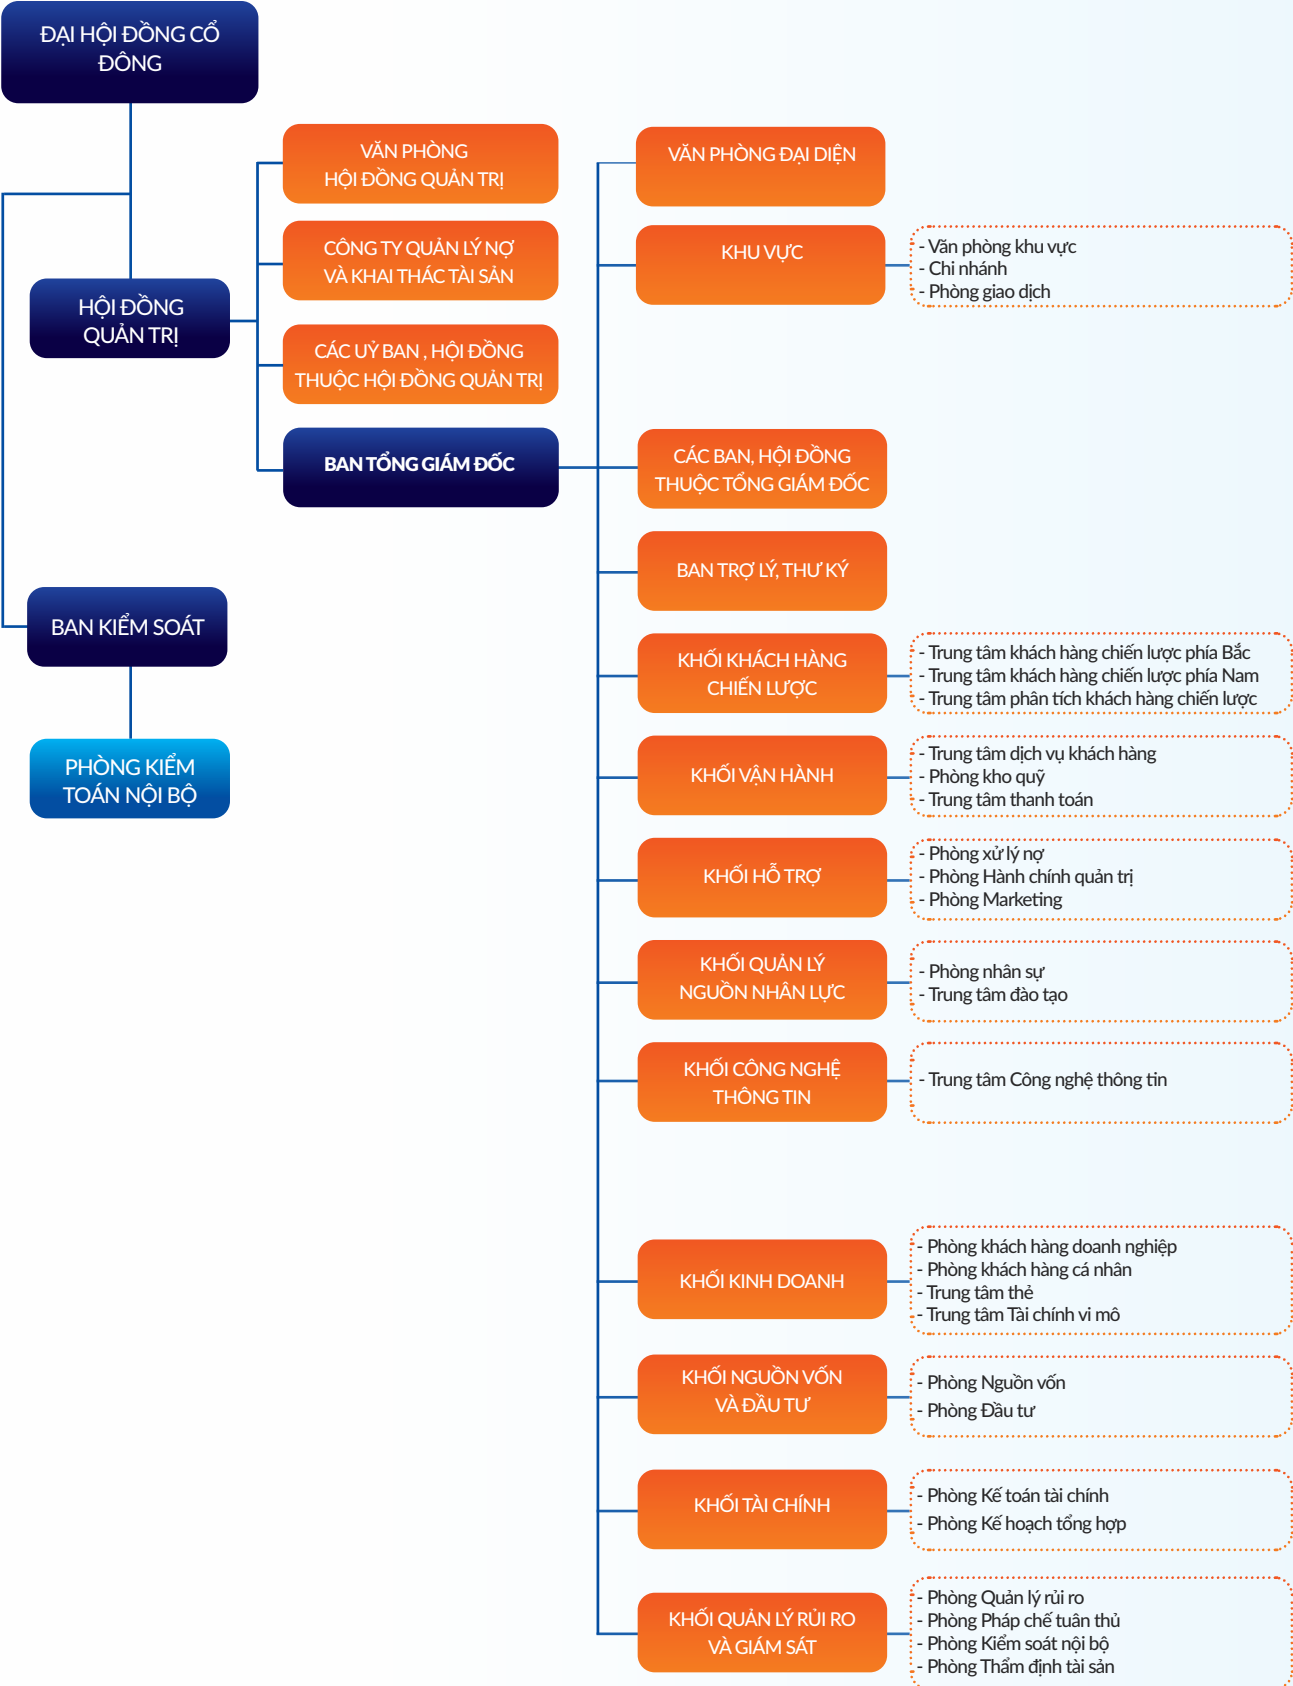 ĐẠI HỘI ĐỒNG CỔ
ĐÔNG
HỘI ĐỒNG
QUẢN TRỊ
BAN KIỂM SOÁT
PHÒNG KIỂM
TOÁN NỘI BỘ
VĂN PHÒNG
HỘI ĐỒNG QUẢN TRỊ
CÔNG TY QUẢN LÝ NỢ
VÀ KHAI THÁC TÀI SẢN
CÁC UỶ BAN , HỘI ĐỒNG
THUỘC HỘI ĐỒNG QUẢN TRỊ
BAN TỔNG GIÁM ĐỐC
VĂN PHÒNG ĐẠI DIỆN
KHU VỰC
- Văn phòng khu vực
- Chi nhánh
- Phòng giao dịch
CÁC BAN, HỘI ĐỒNG
THUỘC TỔNG GIÁM ĐỐC
BAN TRỢ LÝ, THƯ KÝ
KHỐI KHÁCH HÀNG
CHIẾN LƯỢC
- Trung tâm khách hàng chiến lược phía Bắc
- Trung tâm khách hàng chiến lược phía Nam
- Trung tâm phân tích khách hàng chiến lược
KHỐI VẬN HÀNH
- Trung tâm dịch vụ khách hàng
- Phòng kho quỹ
- Trung tâm thanh toán
KHỐI HỖ TRỢ
- Phòng xử lý nợ
- Phòng Hành chính quản trị
- Phòng Marketing
KHỐI QUẢN LÝ
NGUỒN NHÂN LỰC
- Phòng nhân sự
- Trung tâm đào tạo
KHỐI CÔNG NGHỆ
THÔNG TIN
- Trung tâm Công nghệ thông tin
KHỐI KINH DOANH
- Phòng khách hàng doanh nghiệp
- Phòng khách hàng cá nhân
- Trung tâm thẻ
- Trung tâm Tài chính vi mô
KHỐI NGUỒN VỐN
VÀ ĐẦU TƯ
- Phòng Nguồn vốn
- Phòng Đầu tư
KHỐI TÀI CHÍNH
- Phòng Kế toán tài chính
- Phòng Kế hoạch tổng hợp
KHỐI QUẢN LÝ RỦI RO
VÀ GIÁM SÁT
- Phòng Quản lý rủi ro
- Phòng Pháp chế tuân thủ
- Phòng Kiểm soát nội bộ
- Phòng Thẩm định tài sản